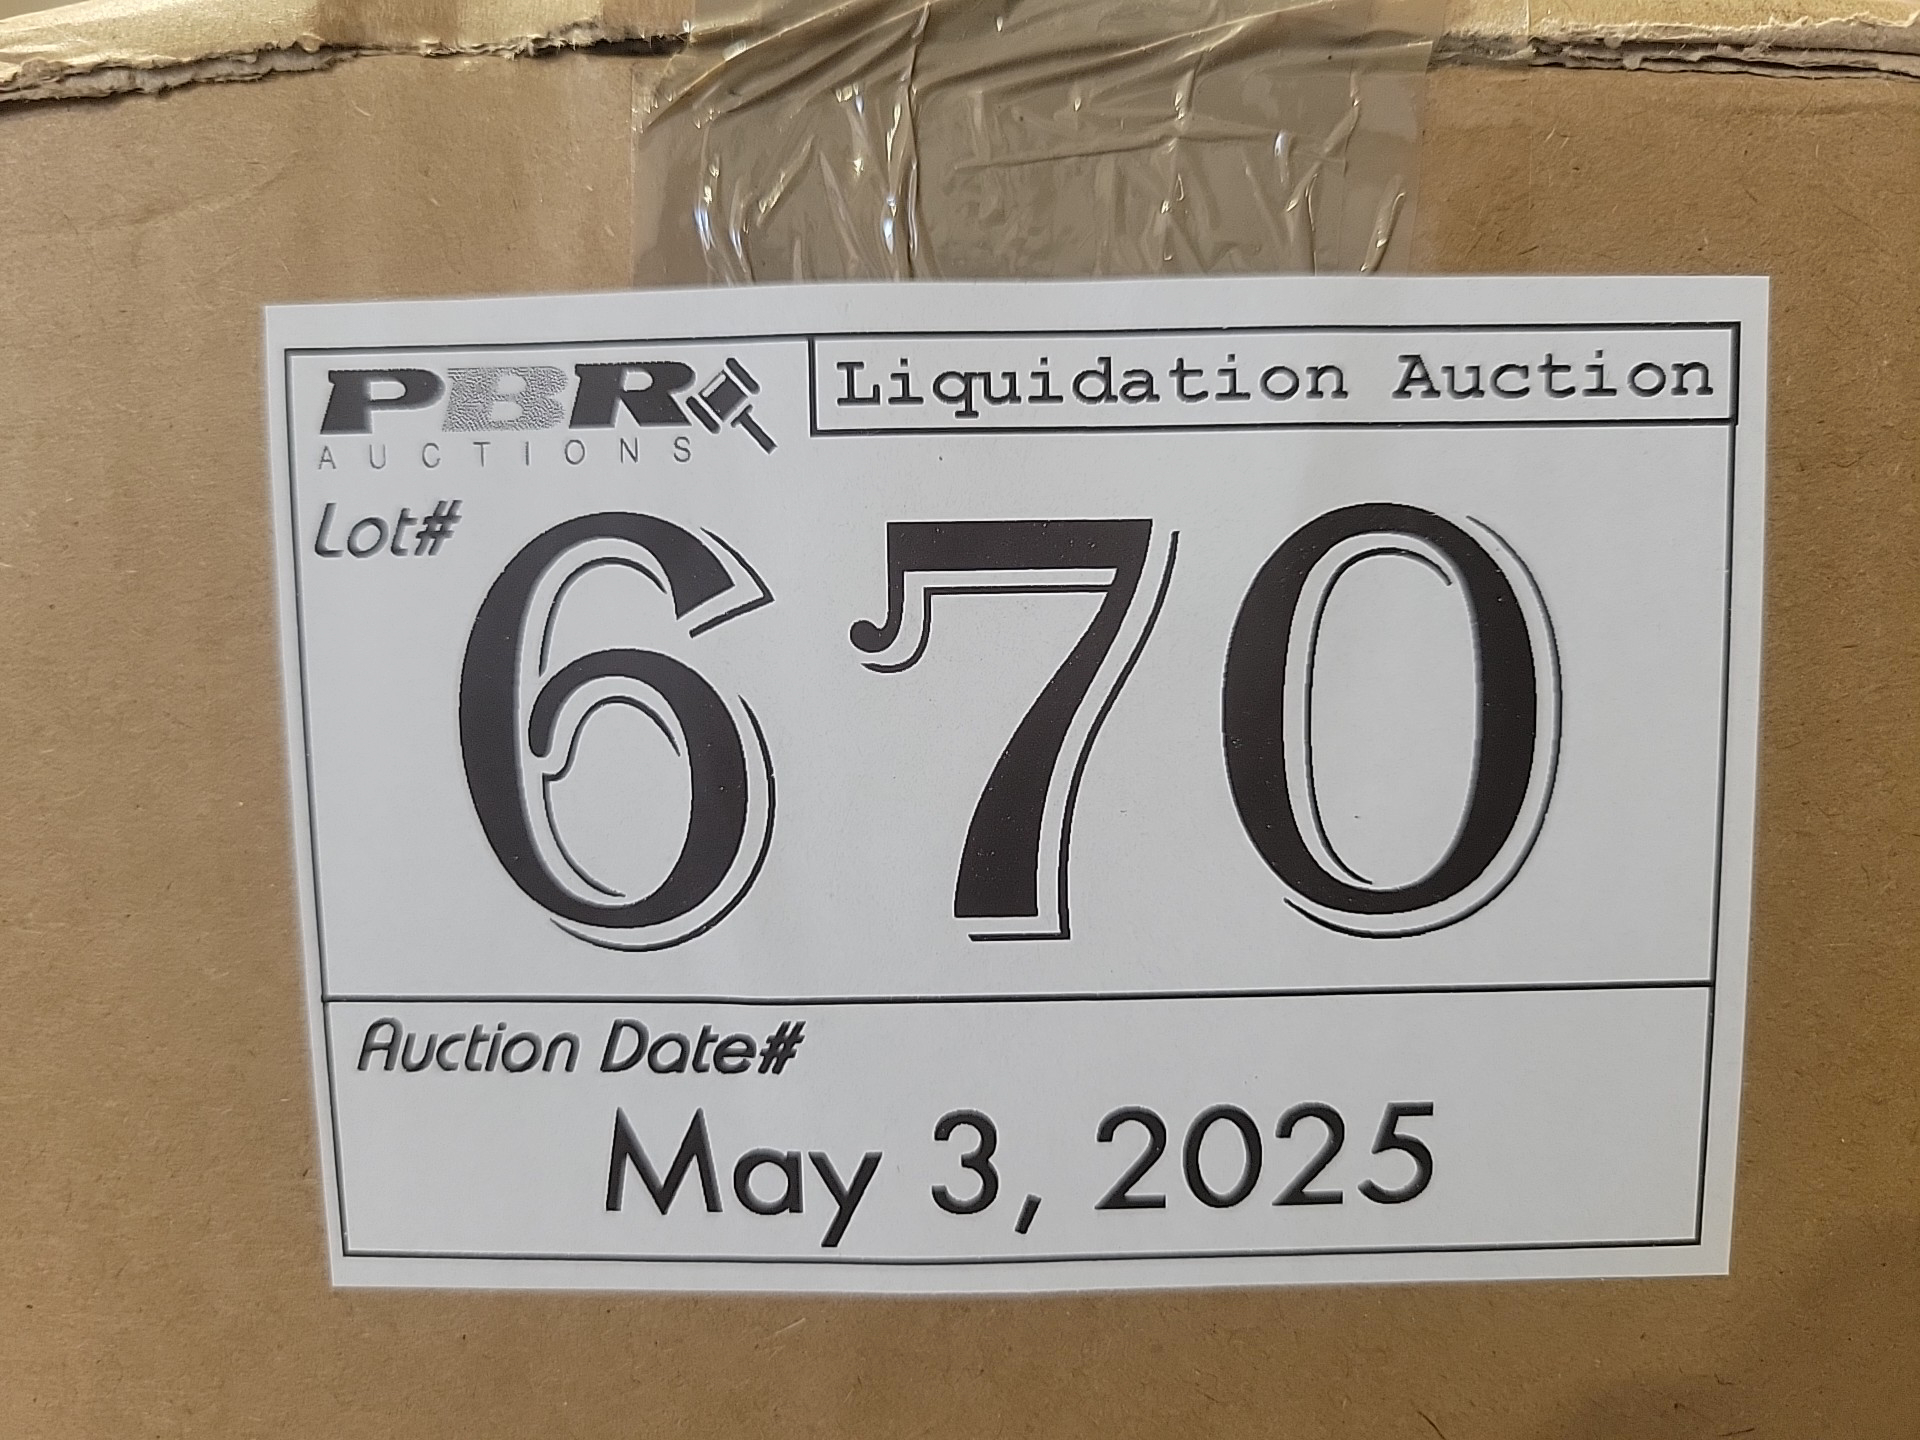 PBR
AUCTIONS
Liquidation Auction
Lot#
670
Auction Date#
May 3, 2025